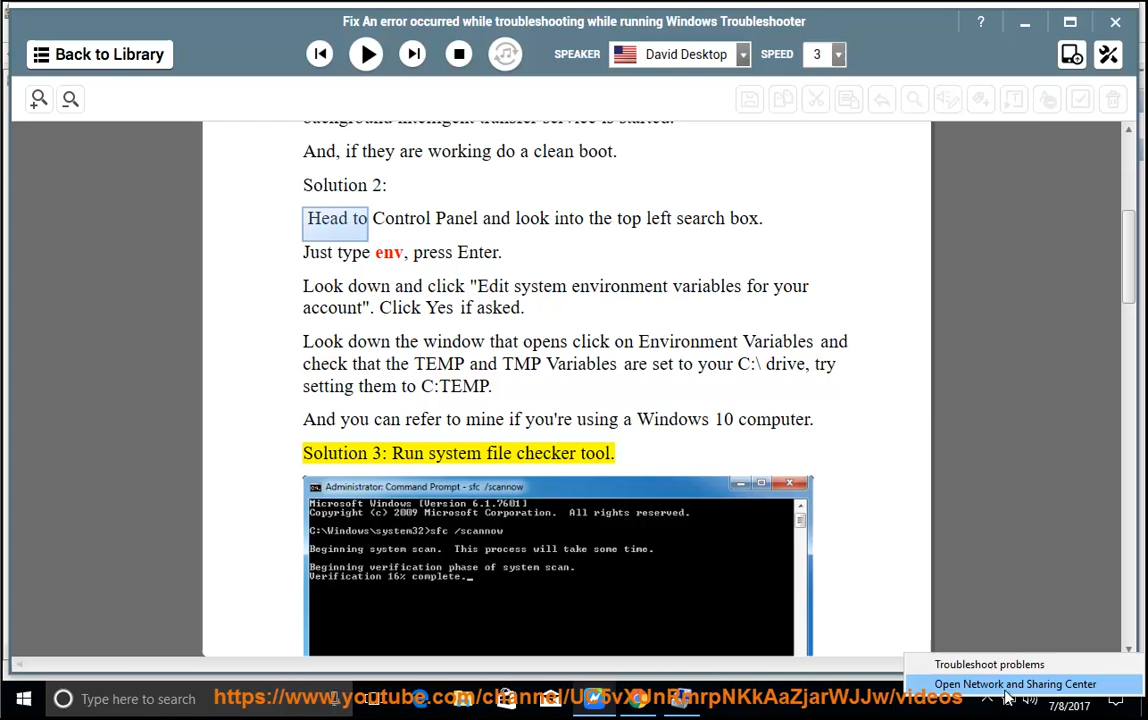 Fix An error occurred while troubleshooting while running Windows Troubleshooter
?
Back to Library
SPEAKER
David Desktop
SPEED
3
background intelligent transfer service is started.
And, if they are working do a clean boot.
Solution 2:
Head to Control Panel and look into the top left search box.
Just type env, press Enter.
Look down and click "Edit system environment variables for your
account". Click Yes if asked.
Look down the window that opens click on Environment Variables and
check that the TEMP and TMP Variables are set to your C:\ drive, try
setting them to C:TEMP.
And you can refer to mine if you're using a Windows 10 computer.
Solution 3: Run system file checker tool.
Administrator: Command Prompt - sfc /scannow
Microsoft Windows [Version 6.1.7601]
Copyright (c) 2009 Microsoft Corporation. All rights reserved.
C:\Windows\system32>sfc /scannow
Beginning system scan. This process will take some time.
Beginning verification phase of system scan.
Verification 16% complete._
Troubleshoot problems
Open Network and Sharing Center
Type here to search
7/8/2017